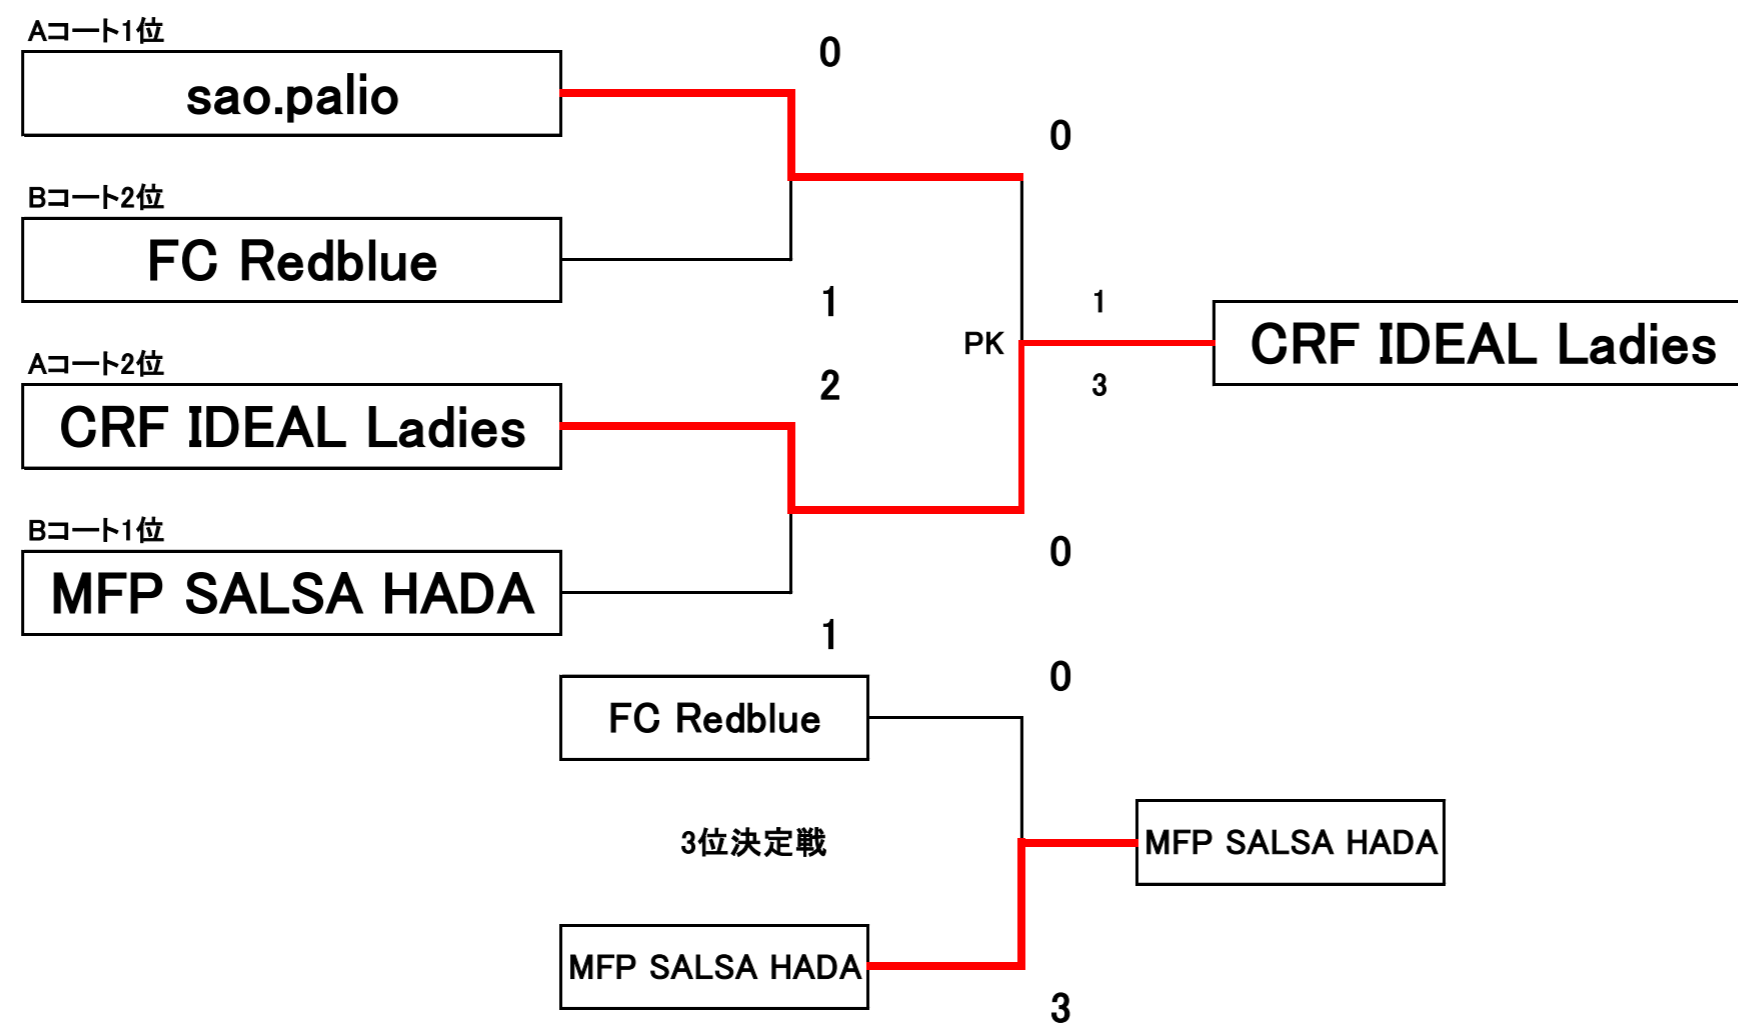 Aコート1位
0
sao.palio
0
Bコート2位
FC Redblue
1
1
PK
CRF IDEAL Ladies
Aコート2位
2
3
CRF IDEAL Ladies
Bコート1位
0
MFP SALSA HADA
1
0
FC Redblue
3位決定戦
MFP SALSA HADA
MFP SALSA HADA
3